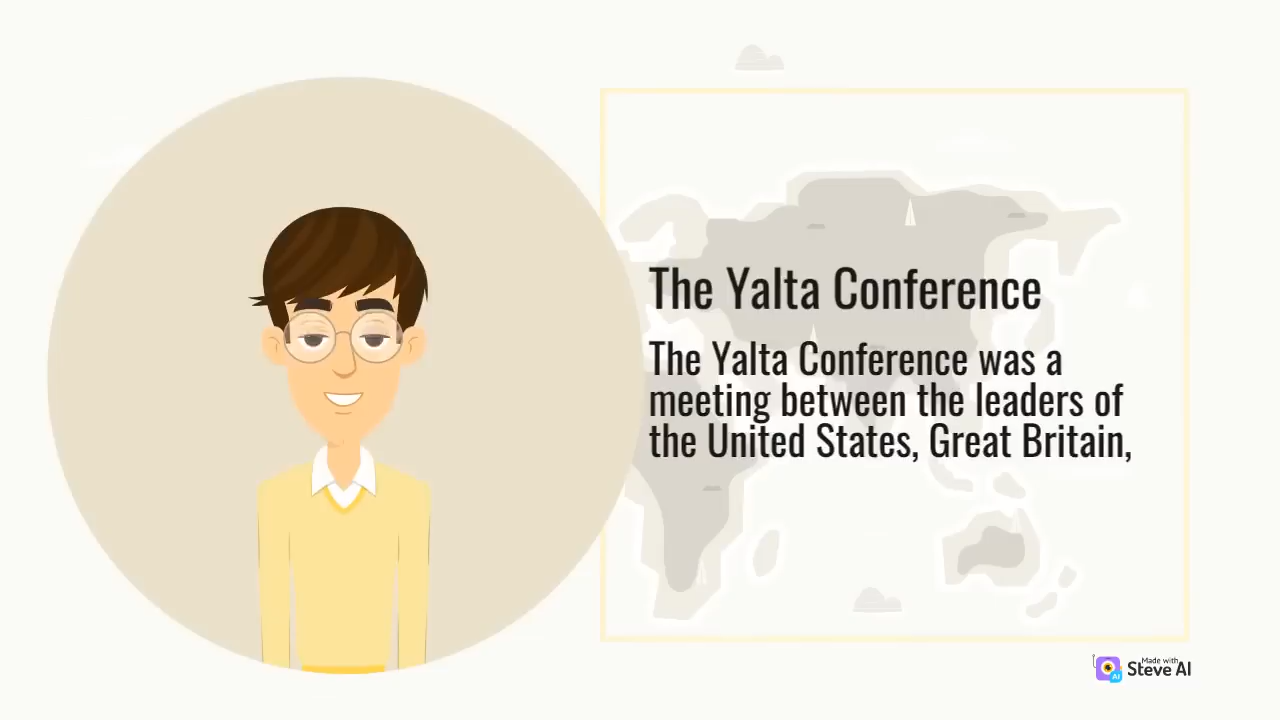 The Yalta Conference
The Yalta Conference was a
meeting between the leaders of
the United States, Great Britain,
Made with
Steve AI
AI